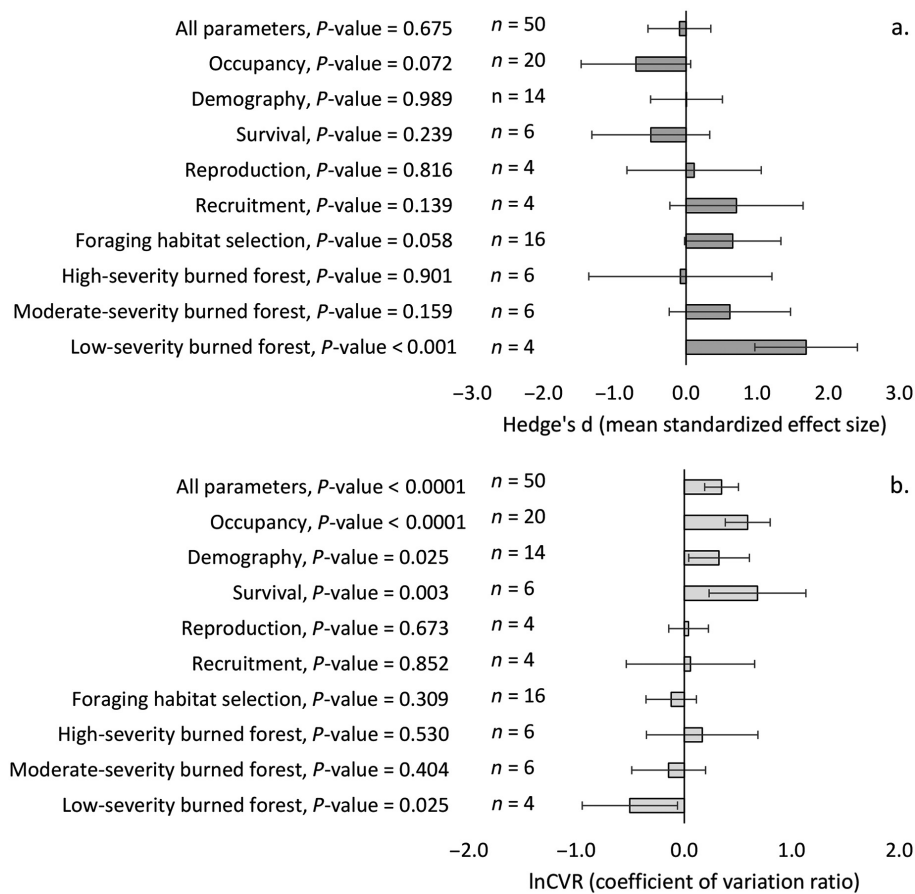 a.
All parameters, P-value = 0.675 n = 50
Occupancy, P-value = 0.072 n = 20
Demography, P-value = 0.989 n = 14
Survival, P-value = 0.239 n = 6
Reproduction, P-value = 0.816 n = 4
Recruitment, P-value = 0.139 n = 4
Foraging habitat selection, P-value = 0.058 n = 16
High-severity burned forest, P-value = 0.901 n = 6
Moderate-severity burned forest, P-value = 0.159 n = 6
Low-severity burned forest, P-value < 0.001 n = 4
−3.0 −2.0 −1.0 0.0 1.0 2.0 3.0
Hedge's d (mean standardized effect size)
b.
All parameters, P-value < 0.0001 n = 50
Occupancy, P-value < 0.0001 n = 20
Demography, P-value = 0.025 n = 14
Survival, P-value = 0.003 n = 6
Reproduction, P-value = 0.673 n = 4
Recruitment, P-value = 0.852 n = 4
Foraging habitat selection, P-value = 0.309 n = 16
High-severity burned forest, P-value = 0.530 n = 6
Moderate-severity burned forest, P-value = 0.404 n = 6
Low-severity burned forest, P-value = 0.025 n = 4
−2.0 −1.0 0.0 1.0 2.0
lnCVR (coefficient of variation ratio)